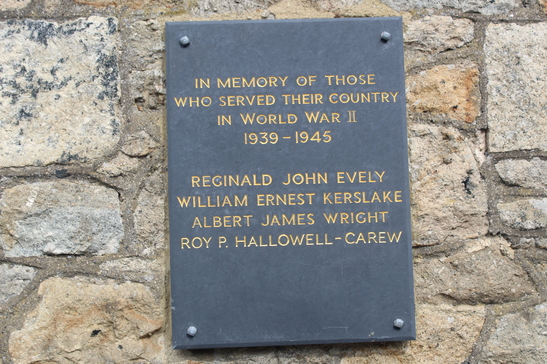 IN MEMORY OF THOSE
WHO SERVED THEIR COUNTRY
IN WORLD WAR II
1939 – 1945
REGINALD JOHN EVELY
WILLIAM ERNEST KERSLAKE
ALBERT JAMES WRIGHT
ROY P. HALLOWELL – CAREW